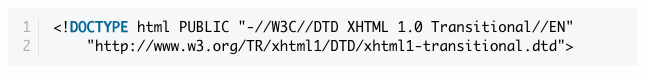 1 <!DOCTYPE html PUBLIC "-//W3C//DTD XHTML 1.0 Transitional//EN"
2 "http://www.w3.org/TR/xhtml1/DTD/xhtml1-transitional.dtd">